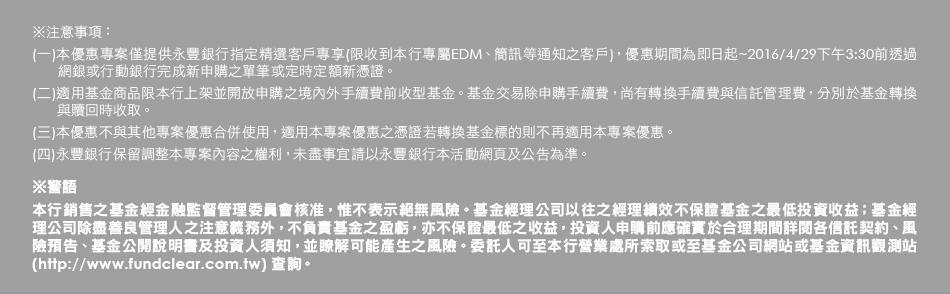 ※注意事項：
(一)本優惠專案僅提供永豐銀行指定精選客戶專享(限收到本行專屬EDM、簡訊等通知之客戶)，優惠期間為即日起~2016/4/29下午3:30前透過
網銀或行動銀行完成新申購之單筆或定時定額新憑證。
(二)適用基金商品限本行上架並開放申購之境內外手續費前收型基金。基金交易除申購手續費，尚有轉換手續費與信託管理費，分別於基金轉換
與贖回時收取。
(三)本優惠不與其他專案優惠合併使用，適用本專案優惠之憑證若轉換基金標的則不再適用本專案優惠。
(四)永豐銀行保留調整本專案內容之權利，未盡事宜請以永豐銀行本活動網頁及公告為準。
※警語
本行銷售之基金經金融監督管理委員會核准，惟不表示絕無風險。基金經理公司以往之經理績效不保證基金之最低投資收益；基金經
理公司除盡善良管理人之注意義務外，不負責基金之盈虧，亦不保證最低之收益，投資人申購前應確實於合理期間詳閱各信託契約、風
險預告、基金公開說明書及投資人須知，並瞭解可能產生之風險。委託人可至本行營業處所索取或至基金公司網站或基金資訊觀測站
(http://www.fundclear.com.tw) 查詢。